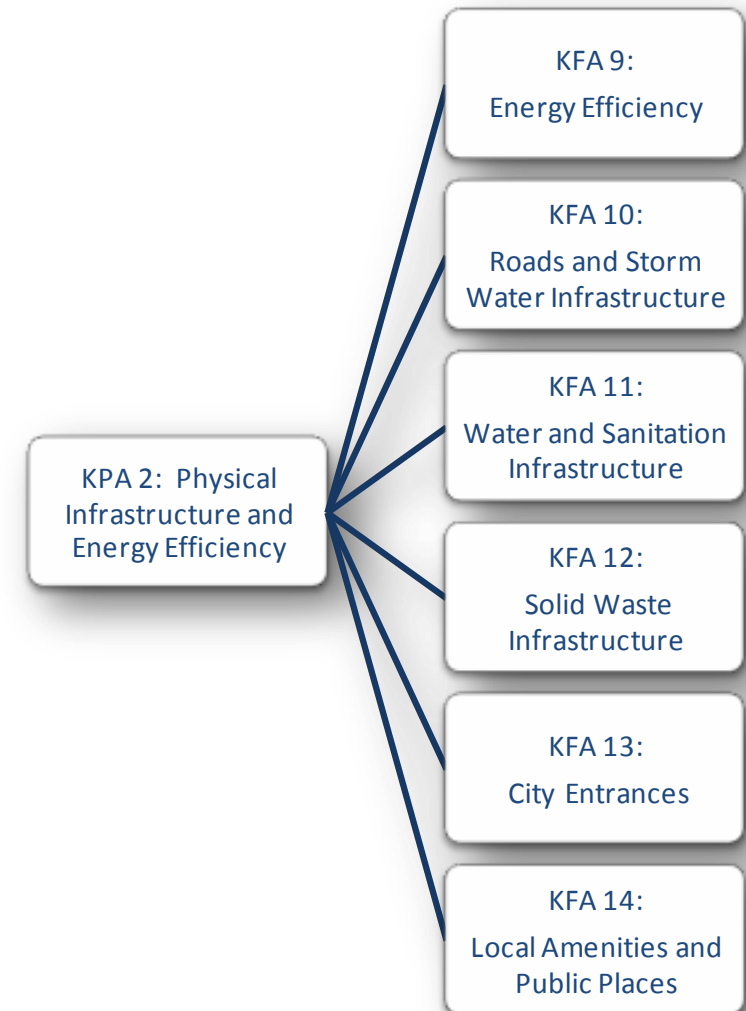 KFA 9:
Energy Efficiency
KFA 10:
Roads and Storm
Water Infrastructure
KFA 11:
Water and Sanitation
Infrastructure
KPA 2: Physical
Infrastructure and
Energy Efficiency
KFA 12:
Solid Waste
Infrastructure
KFA 13:
City Entrances
KFA 14:
Local Amenities and
Public Places